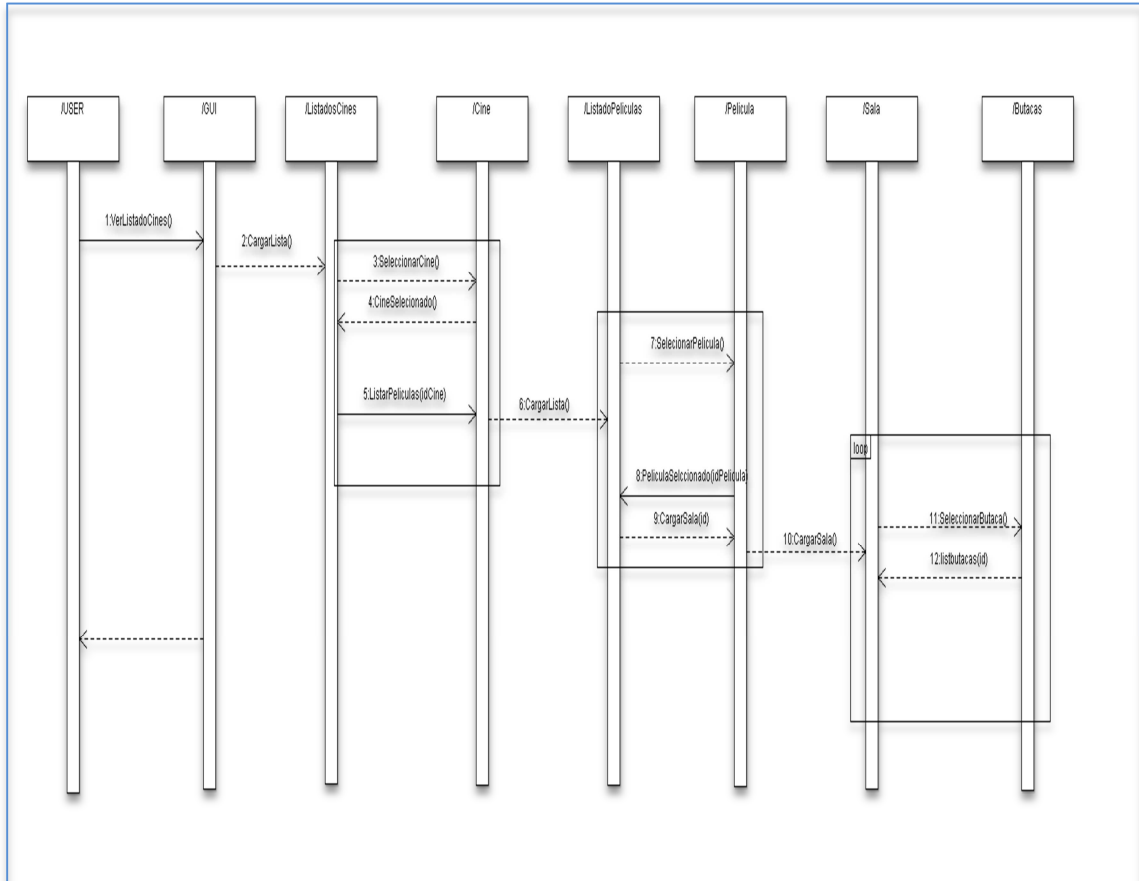 /USER
/GUI
/ListadosCines
/Cine
/ListadoPeliculas
/Pelicula
/Sala
/Butacas
1:VerListadoCines()
2:CargarLista()
3:SeleccionarCine()
4:CineSelecionado()
5:ListarPeliculas(idCine)
6:CargarLista()
7:SelecionarPelicula()
8:PeliculaSelccionado(idPelicula)
9:CargarSala(id)
10:CargarSala()
loop
11:SeleccionarButaca()
12:listbutacas(id)